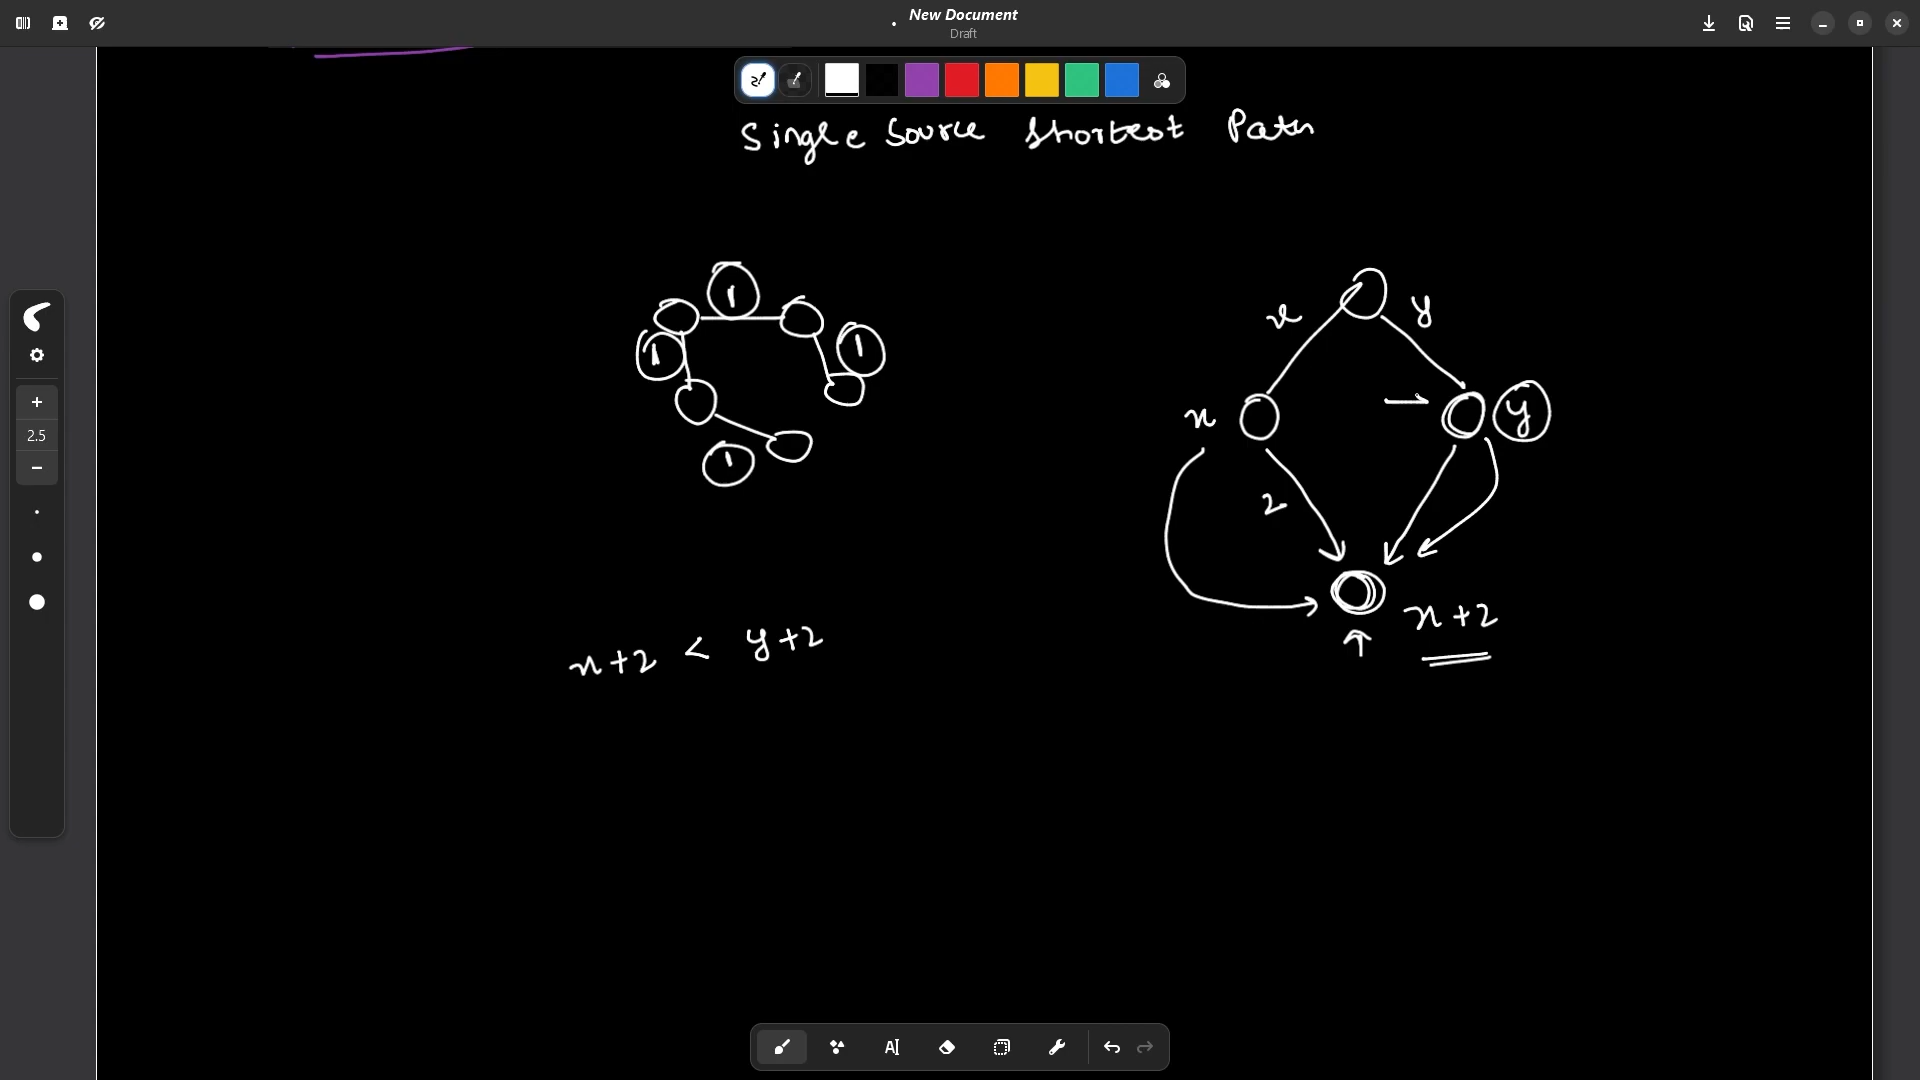 New Document
Draft
Single Source Shortest Path
1
x
y
1
1
x
y
2.5
1
2
x+2
x+2 < y+2